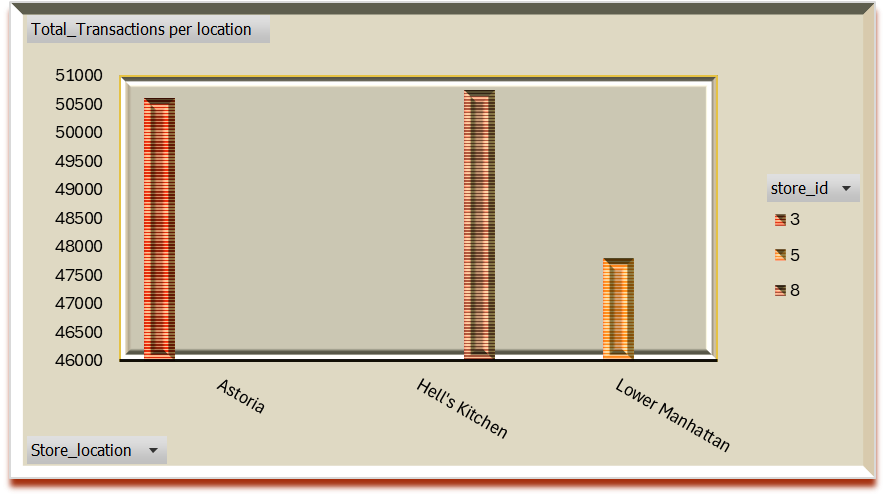 Total_Transactions per location
51000
50500
50000
49500
49000
48500
48000
47500
47000
46500
46000
Astoria
Hell's Kitchen
Lower Manhattan
store_id
3
5
8
Store_location